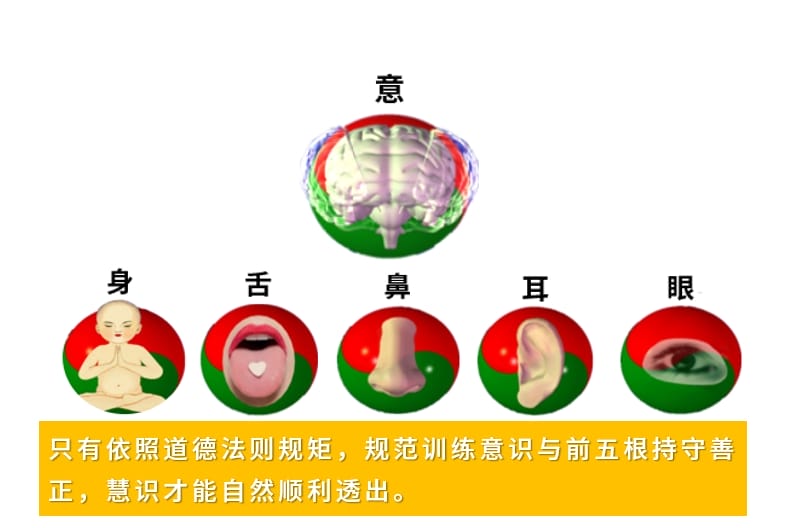 意
身 舌 鼻 耳 眼
只有依照道德法则规矩，规范训练意识与前五根持守善
正，慧识才能自然顺利透出。